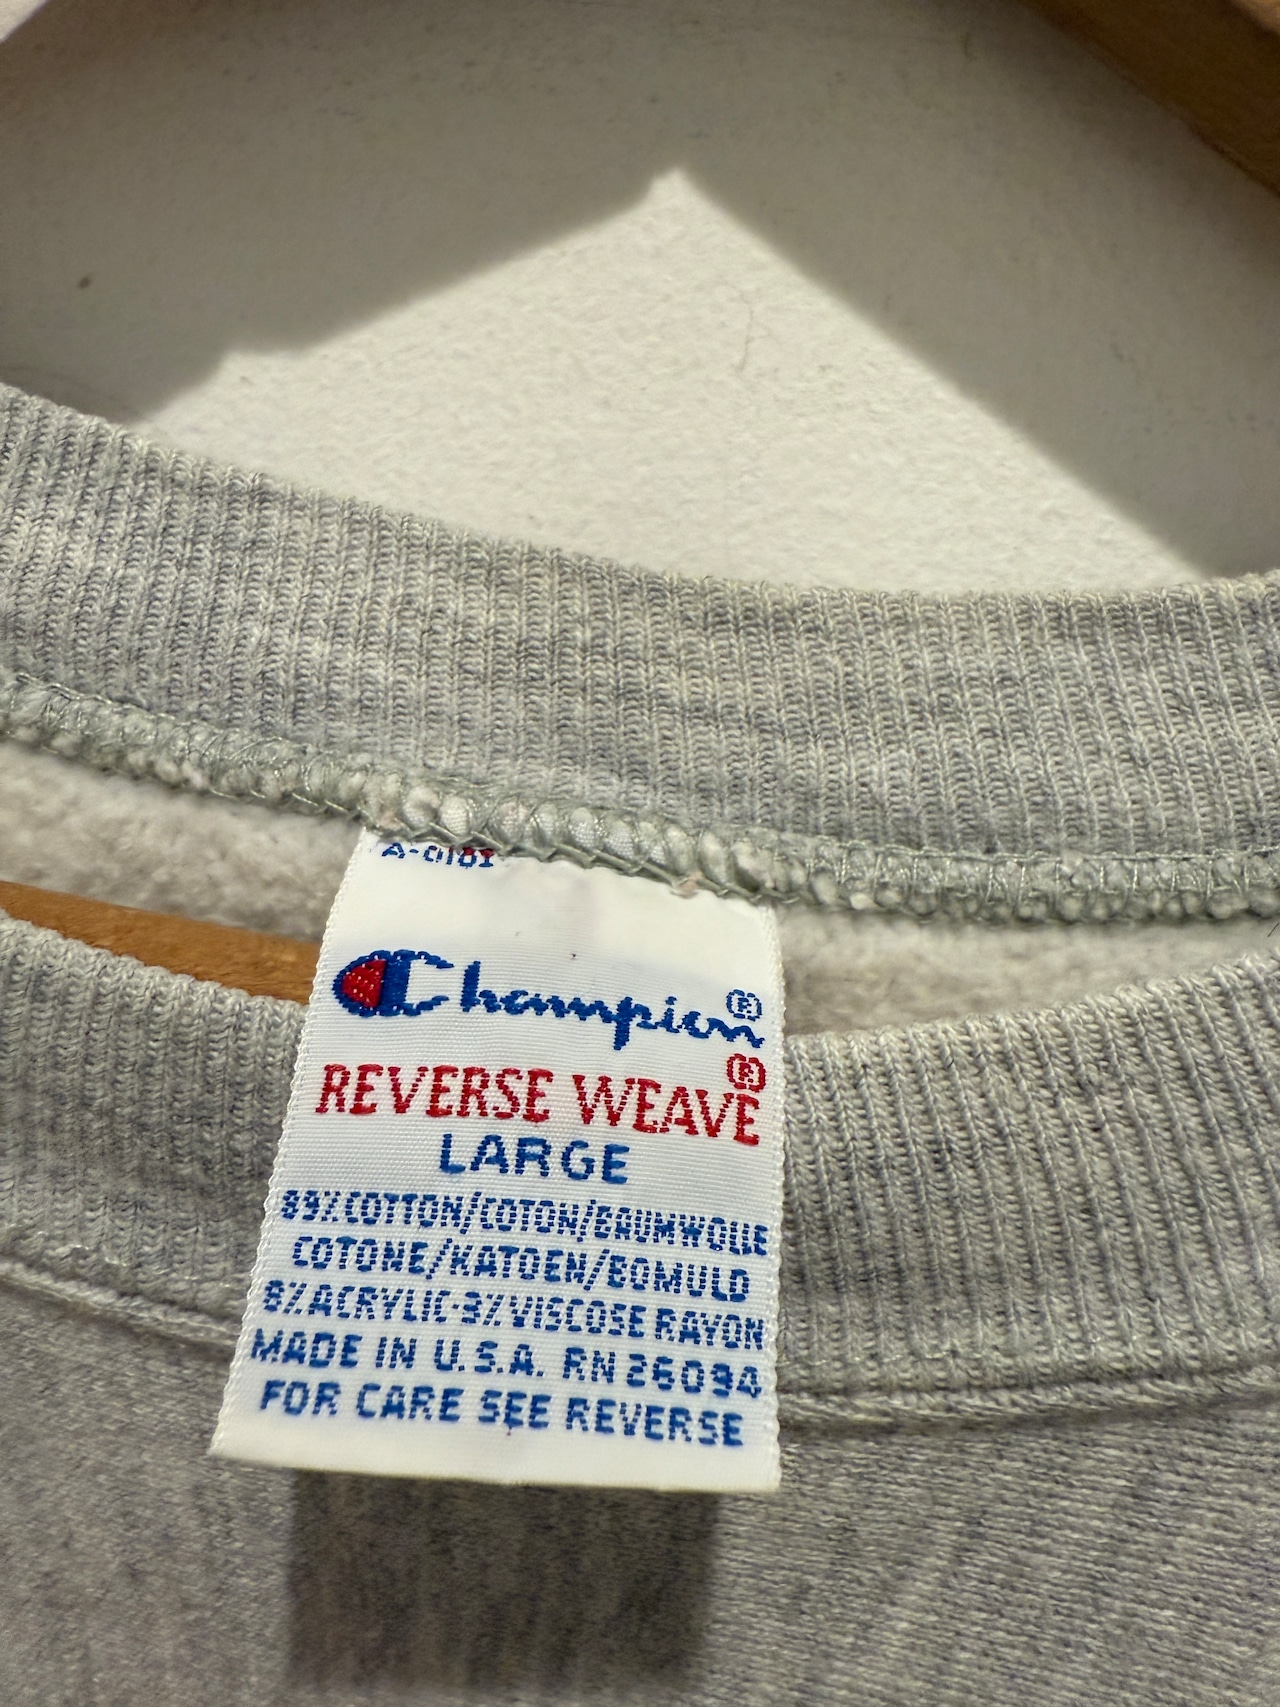 A-0101
Champion®
REVERSE WEAVE®
LARGE
89% COTTON/COTON/BAUMWOLLE
COTONE/KATOEN/BOMULD
8% ACRYLIC-3% VISCOSE RAYON
MADE IN U.S.A. RN 26094
FOR CARE SEE REVERSE